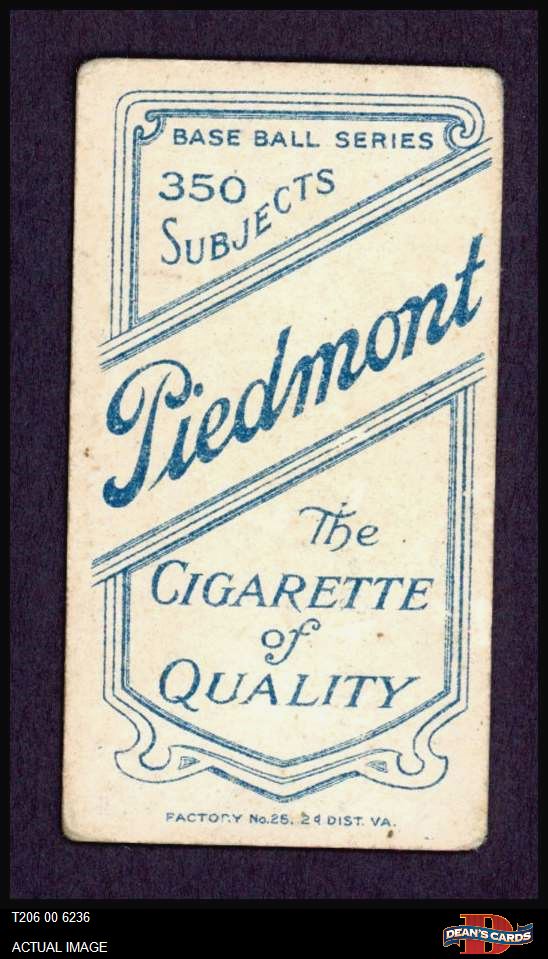 BASE BALL SERIES
350
SUBJECTS
Piedmont
The
CIGARETTE
of
QUALITY
FACTORY No.25, 2d DIST. VA.
T206 00 6236
ACTUAL IMAGE
DEAN'S CARDS